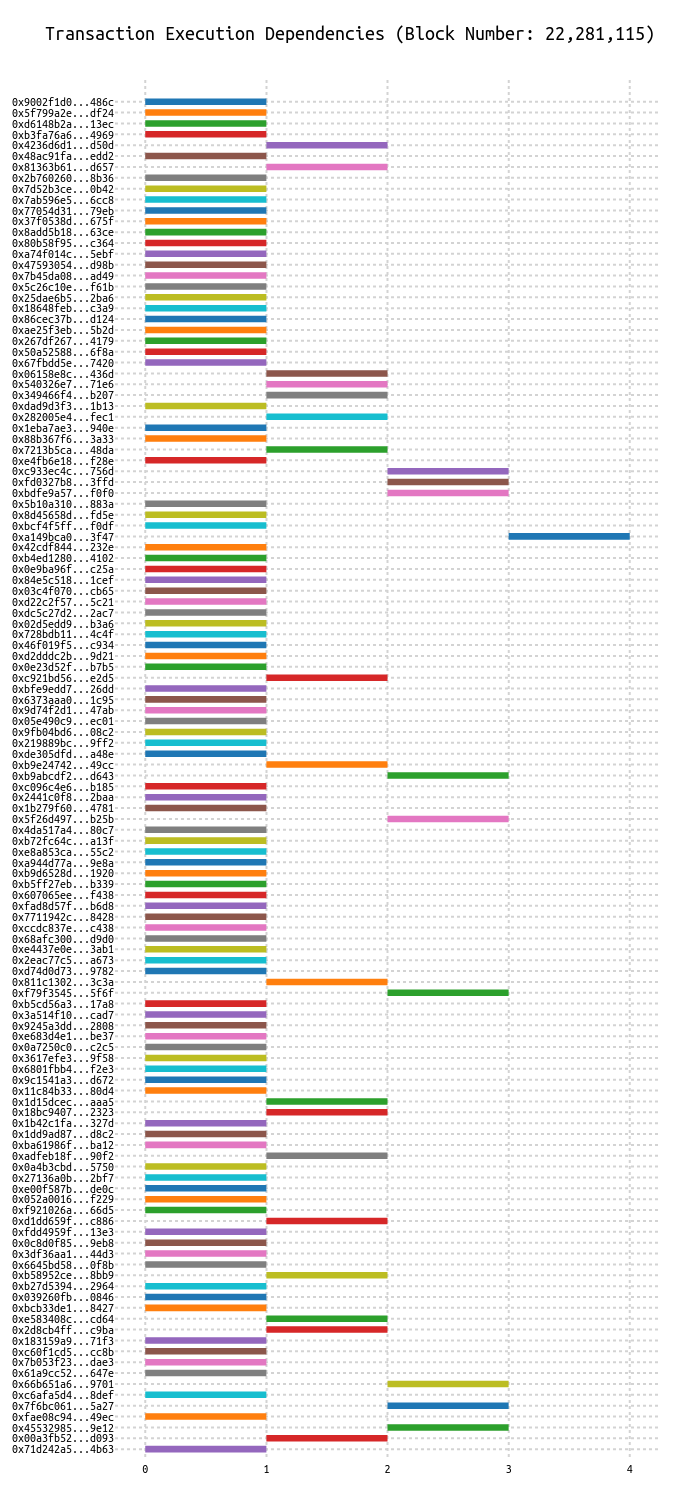 Transaction Execution Dependencies (Block Number: 22,281,115)
0x9002f1d0...486c
0x5f799a2e...df24
0xd6148b2a...13ec
0xb3fa76a6...4969
0x4236d6d1...d50d
0x48ac91fa...edd2
0x81363b61...d657
0x2b760260...8b36
0x7d52b3ce...0b42
0x7ab596e5...6cc8
0x77054d31...79eb
0x37f0538d...675f
0x8add5b18...63ce
0x80b58f95...c364
0xa74f014c...5ebf
0x47593054...d98b
0x7b45da08...ad49
0x5c26c10e...f61b
0x25dae6b5...2ba6
0x18648feb...c3a9
0x86cec37b...d124
0xae25f3eb...5b2d
0x267df267...4179
0x50a52588...6f8a
0x67fbdd5e...7420
0x06158e8c...436d
0x540326e7...71e6
0x349466f4...b207
0xdad9d3f3...1b13
0x282005e4...fec1
0x1eba7ae3...940e
0x88b367f6...3a33
0x7213b5ca...48da
0xe4fb6e18...f28e
0xc933ec4c...756d
0xfd0327b8...3ffd
0xbdfe9a57...f0f0
0x5b10a310...883a
0x8d45658d...fd5e
0xbcf4f5ff...f0df
0xa149bca0...3f47
0x42cdf844...232e
0xb4ed1280...4102
0x0e9ba96f...c25a
0x84e5c518...1cef
0x03c4f070...cb65
0xd22c2f57...5c21
0xdc5c27d2...2ac7
0x02d5edd9...b3a6
0x728bdb11...4c4f
0x46f019f5...c934
0xd2dddc2b...9d21
0x0e23d52f...b7b5
0xc921bd56...e2d5
0xbfe9edd7...26dd
0x6373aaa0...1c95
0x9d74f2d1...47ab
0x05e490c9...ec01
0x9fb04bd6...08c2
0x219889bc...9ff2
0xde305dfd...a48e
0xb9e24742...49cc
0xb9abcdf2...d643
0xc096c4e6...b185
0x2441c0f8...2baa
0x1b279f60...4781
0x5f26d497...b25b
0x4da517a4...80c7
0xb72fc64c...a13f
0xe8a853ca...55c2
0xa944d77a...9e8a
0xb9d6528d...1920
0xb5ff27eb...b339
0x607065ee...f438
0xfad8d57f...b6d8
0x7711942c...8428
0xccdc837e...c438
0x68afc300...d9d0
0xe4437e0e...3ab1
0x2eac77c5...a673
0xd74d0d73...9782
0x811c1302...3c3a
0xf79f3545...5f6f
0xb5cd56a3...17a8
0x3a514f10...cad7
0x9245a3dd...2808
0xe683d4e1...be37
0x0a7250c0...c2c5
0x3617efe3...9f58
0x6801fbb4...f2e3
0x9c1541a3...d672
0x11c84b33...80d4
0x1d15dcec...aaa5
0x18bc9407...2323
0x1b42c1fa...327d
0x1dd9ad87...d8c2
0xba61986f...ba12
0xadfeb18f...90f2
0x0a4b3cbd...5750
0x27136a0b...2bf7
0xe00f587b...de0c
0x052a0016...f229
0xf921026a...66d5
0xd1dd659f...c886
0xfdd4959f...13e3
0x0c8d0f85...9eb8
0x3df36aa1...44d3
0x6645bd58...0f8b
0xb58952ce...8bb9
0xb27d5394...2964
0x039260fb...0846
0xbcb33de1...8427
0xe583408c...cd64
0x2d8cb4ff...c9ba
0x183159a9...71f3
0xc60f1cd5...cc8b
0x7b053f23...dae3
0x61a9cc52...647e
0x66b651a6...9701
0xc6afa5d4...8def
0x7f6bc061...5a27
0xfae08c94...49ec
0x45532985...9e12
0x00a3fb52...d093
0x71d242a5...4b63
0 1 2 3 4